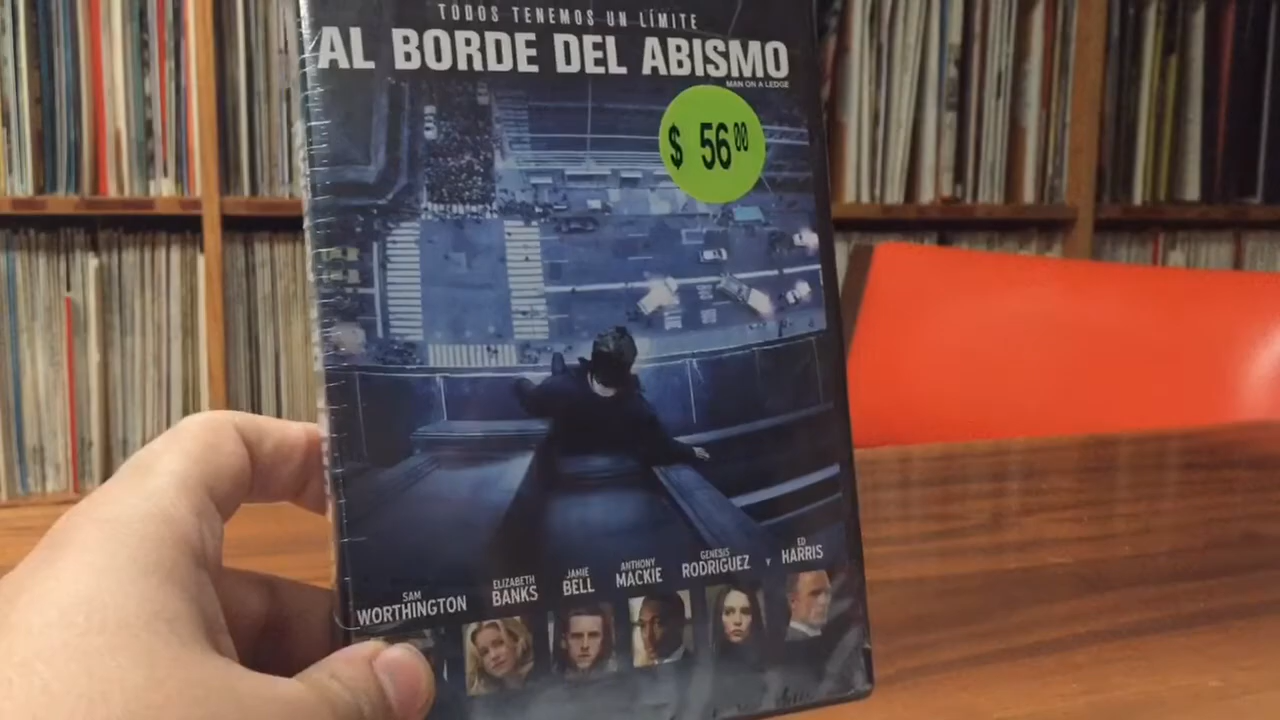 TODOS TENEMOS UN LÍMITE
AL BORDE DEL ABISMO
MAN ON A LEDGE
$ 56 00
SAM
WORTHINGTON
ELIZABETH
BANKS
JAMIE
BELL
ANTHONY
MACKIE
GENESIS
RODRIGUEZ
Y
ED
HARRIS